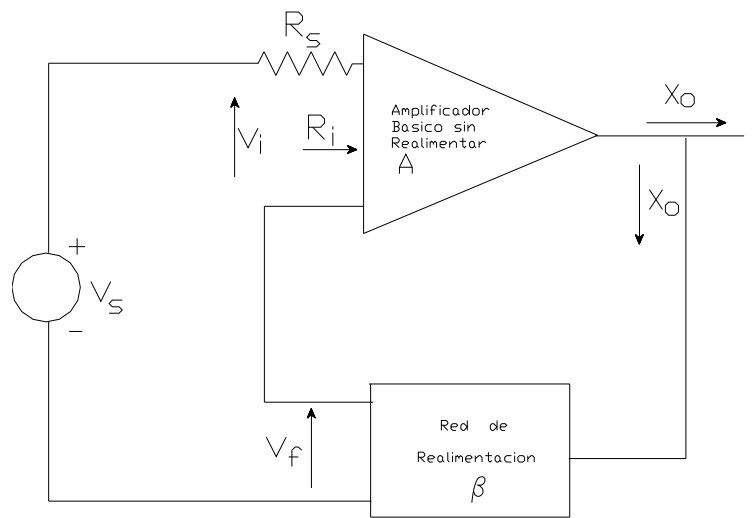 Rs
Xo
Amplificador
Basico sin
Realimentar
A
Vi
Ri
Xo
+
Vs
-
Vf
Red de
Realimentacion
β